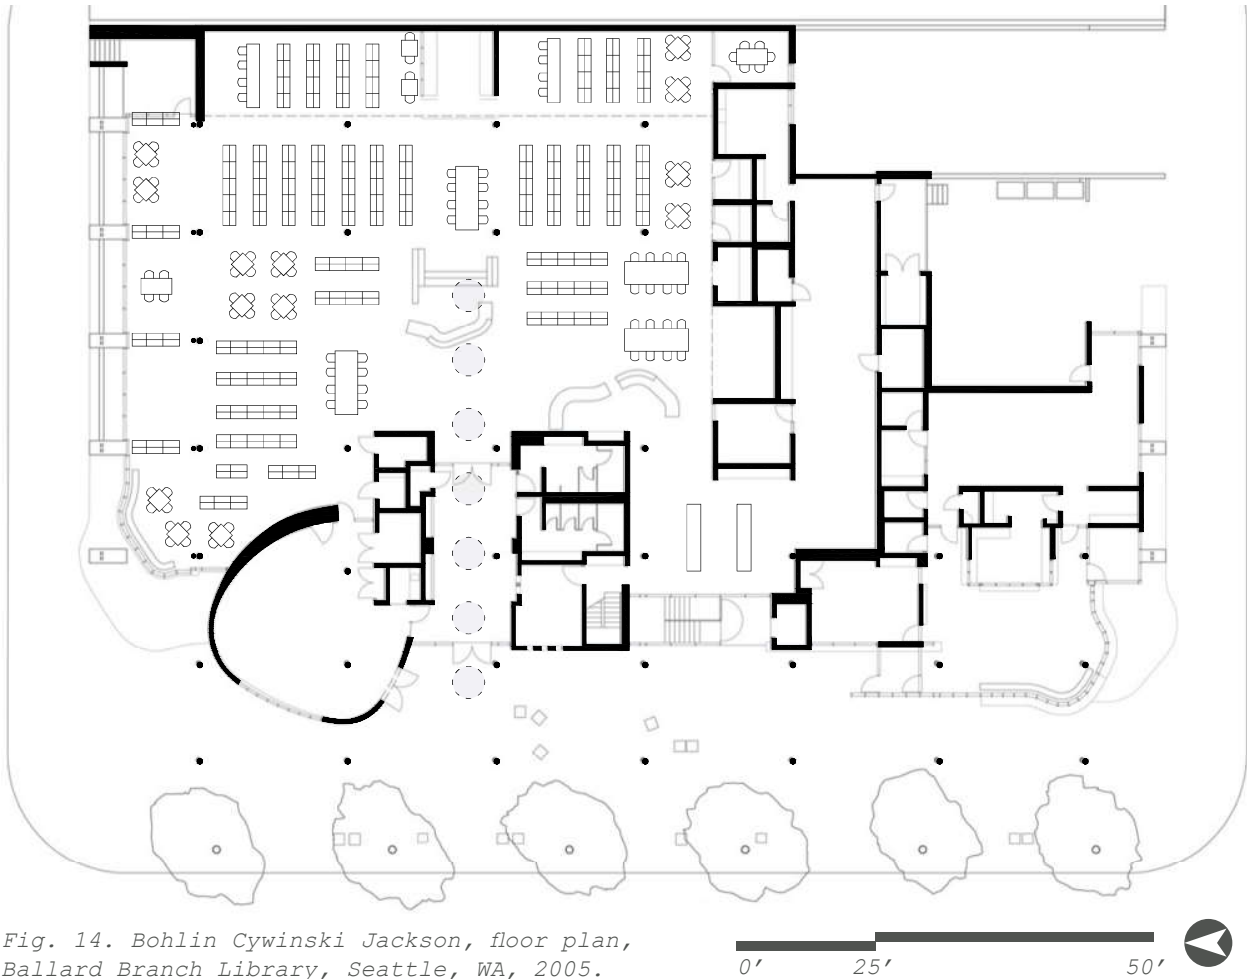 Fig. 14. Bohlin Cywinski Jackson, floor plan,
Ballard Branch Library, Seattle, WA, 2005.
0′ 25′ 50′